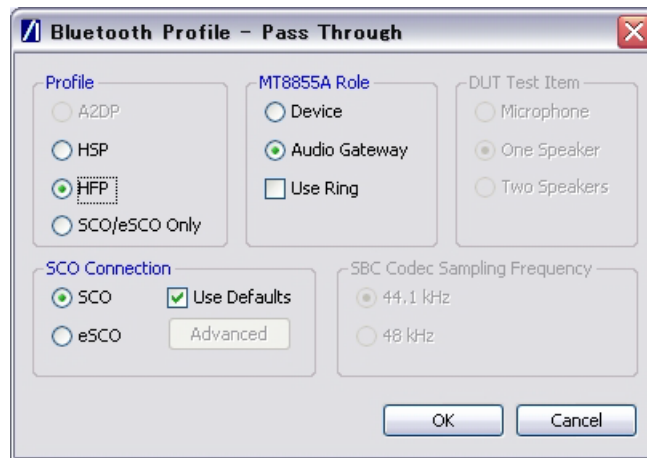 Bluetooth Profile - Pass Through
Profile
A2DP
HSP
HFP
SCO/eSCO Only
MT8855A Role
Device
Audio Gateway
Use Ring
DUT Test Item
Microphone
One Speaker
Two Speakers
SCO Connection
SCO
Use Defaults
eSCO
Advanced
SBC Codec Sampling Frequency
44.1 kHz
48 kHz
OK
Cancel